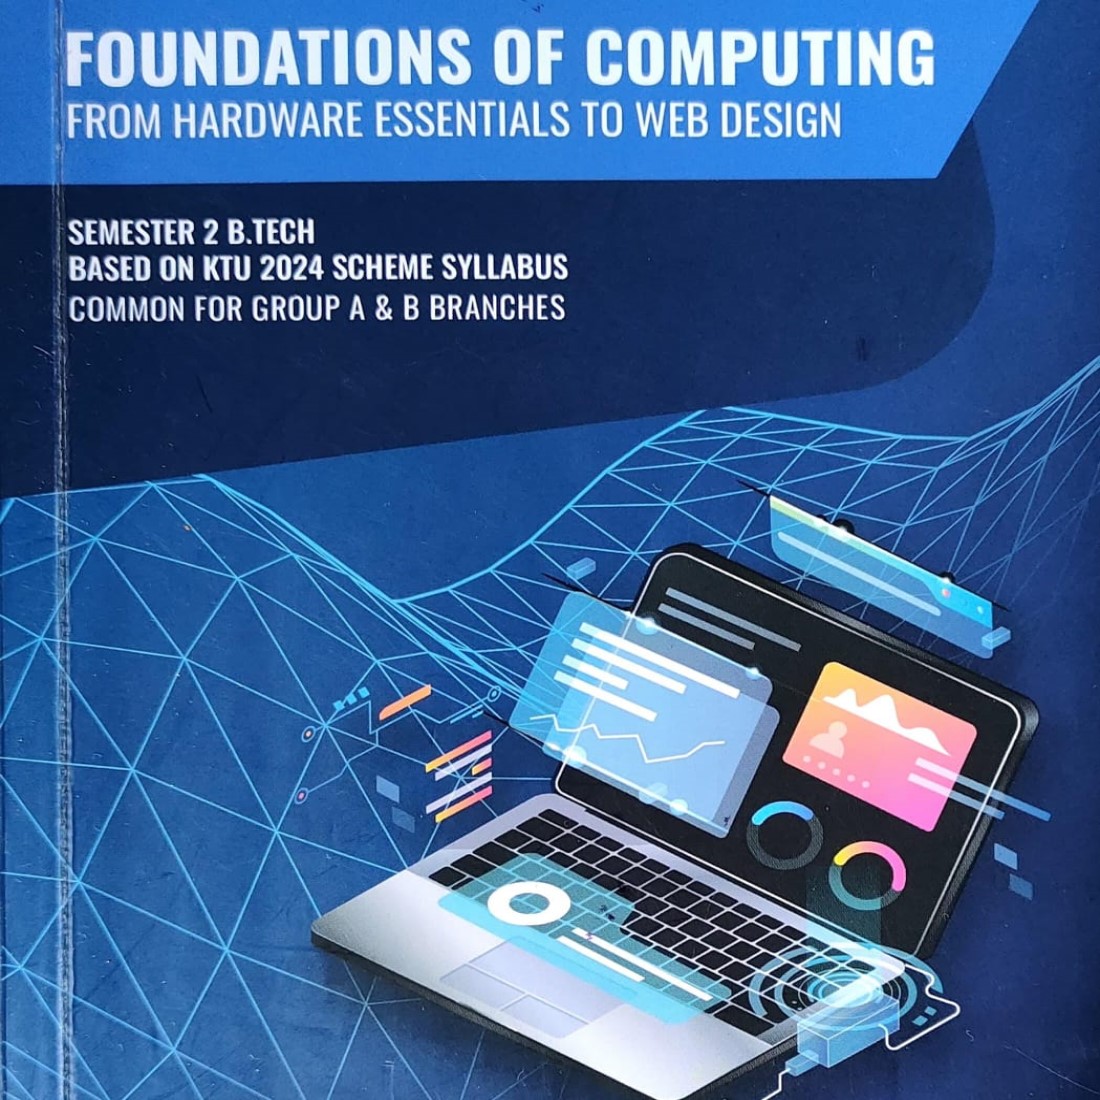 FOUNDATIONS OF COMPUTING
FROM HARDWARE ESSENTIALS TO WEB DESIGN
SEMESTER 2 B.TECH
BASED ON KTU 2024 SCHEME SYLLABUS
COMMON FOR GROUP A & B BRANCHES